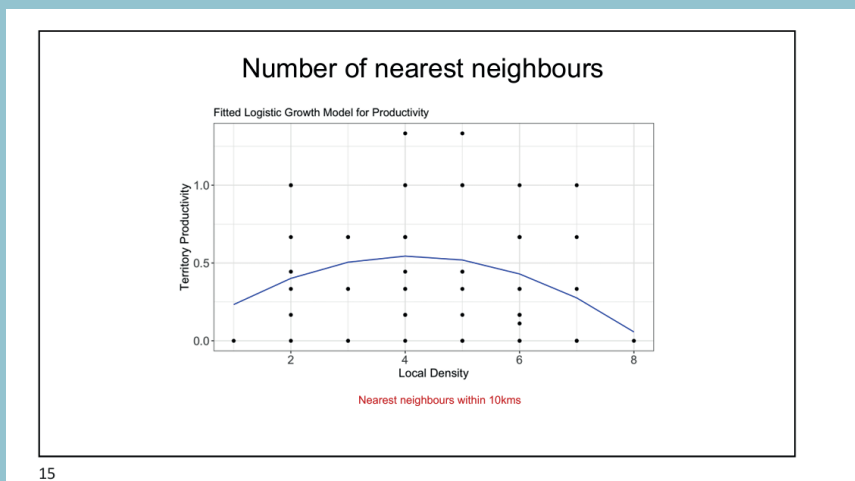 Number of nearest neighbours
Fitted Logistic Growth Model for Productivity
Territory Productivity
1.0
0.5
0.0
2 4 6 8
Local Density
Nearest neighbours within 10kms
15